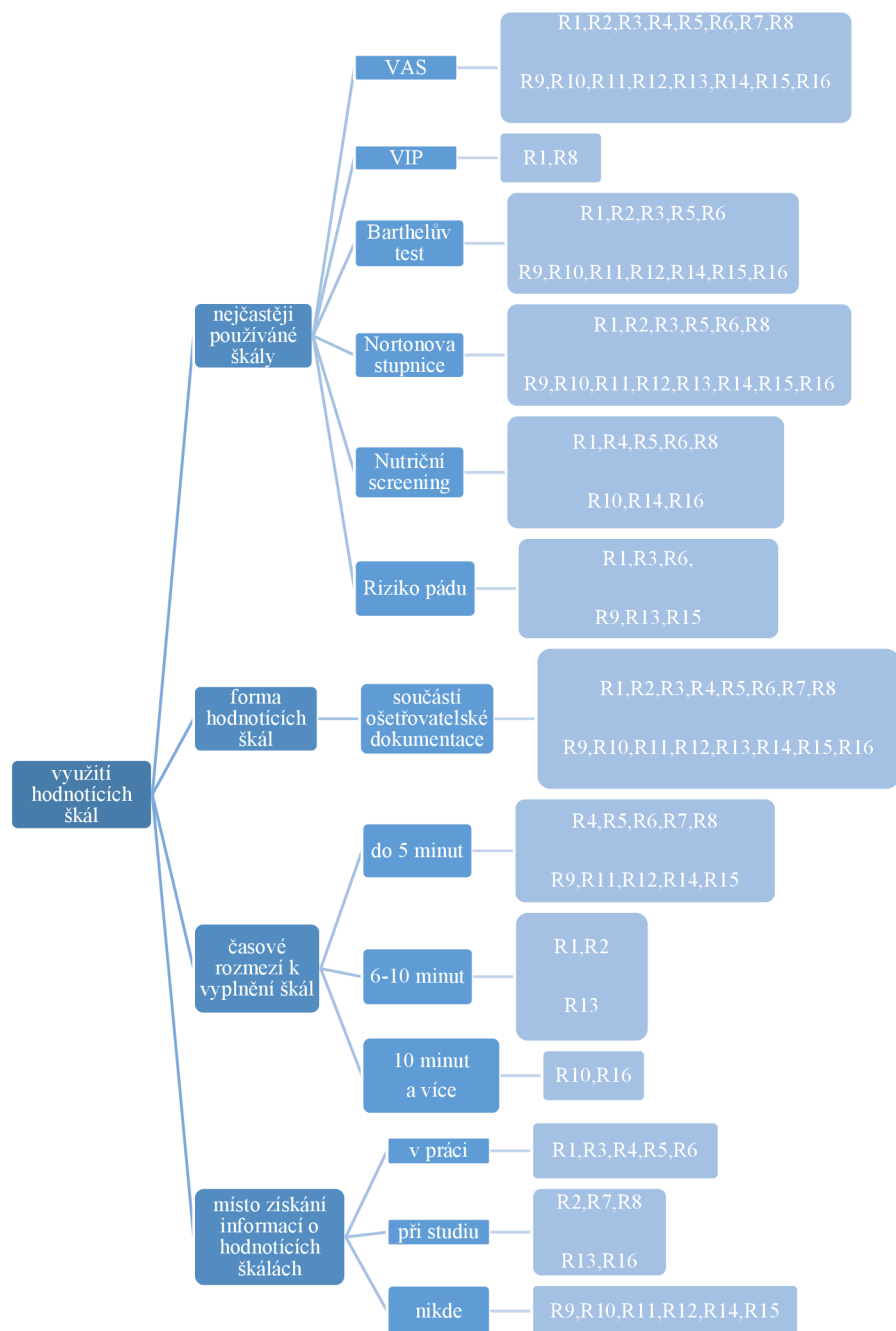 využití
hodnotících
škál
nejčastěji
používáné
škály
VAS
R1,R2,R3,R4,R5,R6,R7,R8
R9,R10,R11,R12,R13,R14,R15,R16
VIP
R1,R8
Barthelův
test
R1,R2,R3,R5,R6
R9,R10,R11,R12,R14,R15,R16
Nortonova
stupnice
R1,R2,R3,R5,R6,R8
R9,R10,R11,R12,R13,R14,R15,R16
Nutriční
screening
R1,R4,R5,R6,R8
R10,R14,R16
Riziko pádu
R1,R3,R6,
R9,R13,R15
forma
hodnotících
škál
součástí
ošetřovatelské
dokumentace
R1,R2,R3,R4,R5,R6,R7,R8
R9,R10,R11,R12,R13,R14,R15,R16
časové
rozmezí k
vyplnění škál
do 5 minut
R4,R5,R6,R7,R8
R9,R11,R12,R14,R15
6-10 minut
R1,R2
R13
10 minut
a více
R10,R16
místo získání
informací o
hodnotících
škálách
v práci
R1,R3,R4,R5,R6
při studiu
R2,R7,R8
R13,R16
nikde
R9,R10,R11,R12,R14,R15